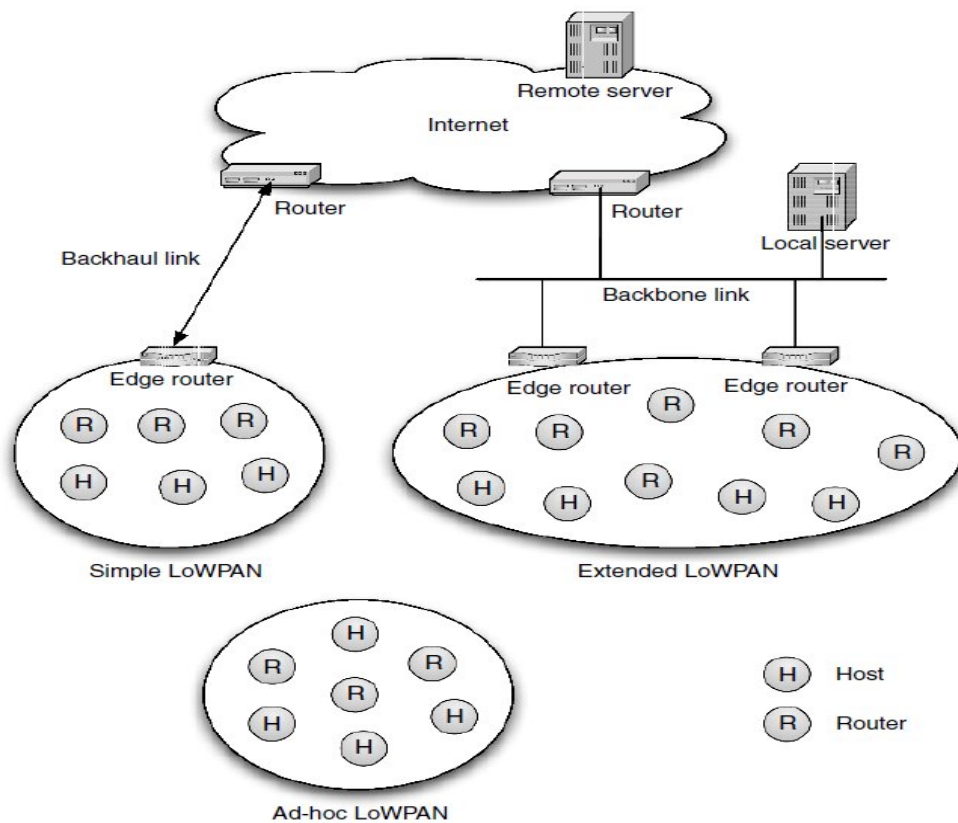 Remote server
Internet
Router
Router
Backhaul link
Local server
Backbone link
Edge router
Edge router
Edge router
R
R
R
H
H
H
R
R
R
R
R
H
H
R
H
H
Simple LoWPAN
Extended LoWPAN
H
R
R
R
H
H
H
H
Host
R
Router
Ad-hoc LoWPAN